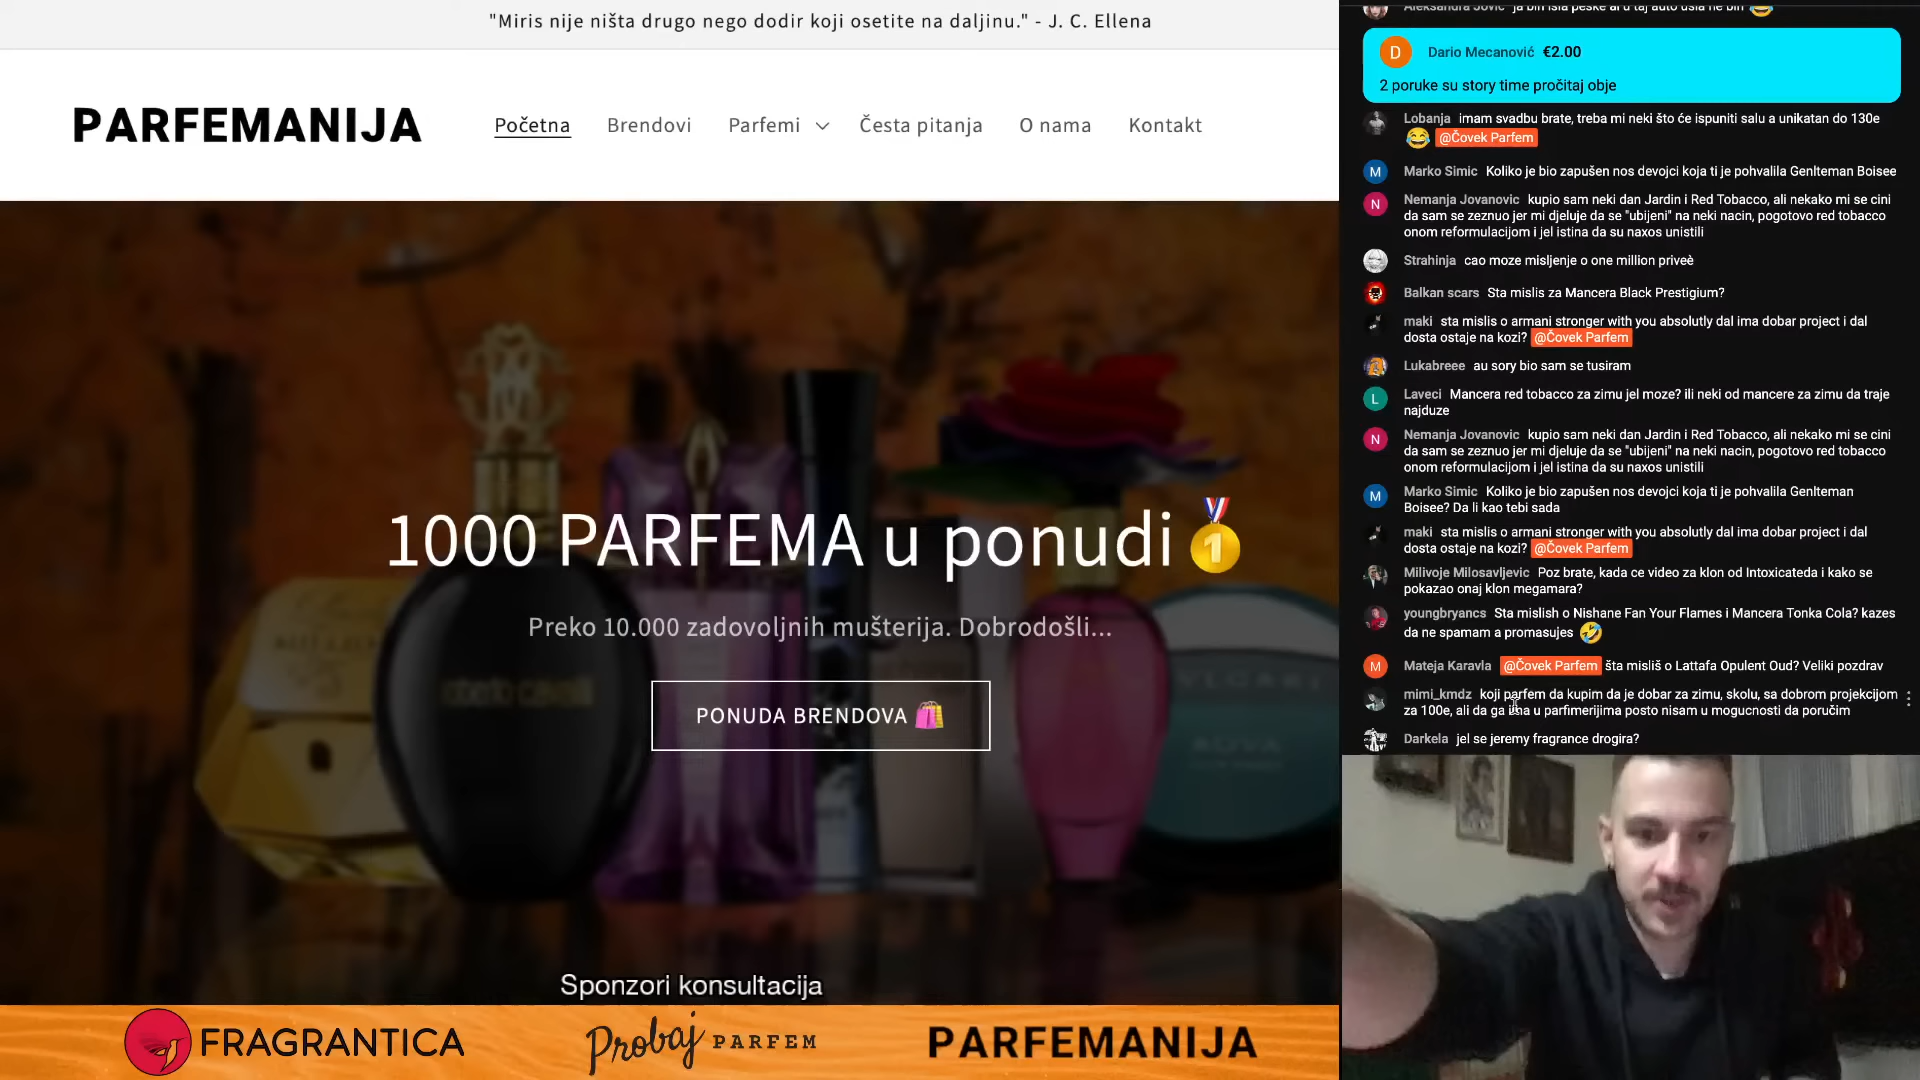 "Miris nije ništa drugo nego dodir koji osetite na daljinu." - J. C. Ellena
PARFEMANIJA
Početna
Brendovi
Parfemi
Česta pitanja
O nama
Kontakt
1000 PARFEMA u ponudi🥇
Preko 10.000 zadovoljnih mušterija. Dobrodošli...
PONUDA BRENDOVA 🛍️
Sponzori konsultacija
FRAGRANTICA
Probaj PARFEM
PARFEMANIJA
Aleksandra Jovic ja bih isla peske al u taj auto usla ne bih 😂
D
Dario Mecanović €2.00
2 poruke su story time pročitaj obje
Lobanja imam svadbu brate, treba mi neki što će ispuniti salu a unikatan do 130e
😂 @Čovek Parfem
M
Marko Simic Koliko je bio zapušen nos devojci koja ti je pohvalila Genlteman Boisee
N
Nemanja Jovanovic kupio sam neki dan Jardin i Red Tobacco, ali nekako mi se cini
da sam se zeznuo jer mi djeluje da se "ubijeni" na neki nacin, pogotovo red tobacco
onom reformulacijom i jel istina da su naxos unistili
Strahinja cao moze misljenje o one million priveè
Balkan scars Sta mislis za Mancera Black Prestigium?
maki sta mislis o armani stronger with you absolutly dal ima dobar project i dal
dosta ostaje na kozi? @Čovek Parfem
Lukabreee au sory bio sam se tusiram
L
Laveci Mancera red tobacco za zimu jel moze? ili neki od mancere za zimu da traje
najduze
N
Nemanja Jovanovic kupio sam neki dan Jardin i Red Tobacco, ali nekako mi se cini
da sam se zeznuo jer mi djeluje da se "ubijeni" na neki nacin, pogotovo red tobacco
onom reformulacijom i jel istina da su naxos unistili
M
Marko Simic Koliko je bio zapušen nos devojci koja ti je pohvalila Genlteman
Boisee? Da li kao tebi sada
maki sta mislis o armani stronger with you absolutly dal ima dobar project i dal
dosta ostaje na kozi? @Čovek Parfem
Milivoje Milosavljevic Poz brate, kada ce video za klon od Intoxicateda i kako se
pokazao onaj klon megamara?
youngbryancs Sta mislish o Nishane Fan Your Flames i Mancera Tonka Cola? kazes
da ne spamam a promasujes 🤣
M
Mateja Karavla @Čovek Parfem šta misliš o Lattafa Opulent Oud? Veliki pozdrav
mimi_kmdz koji parfem da kupim da je dobar za zimu, skolu, sa dobrom projekcijom
za 100e, ali da ga ima u parfimerijima posto nisam u mogucnosti da poručim
Darkela jel se jeremy fragrance drogira?